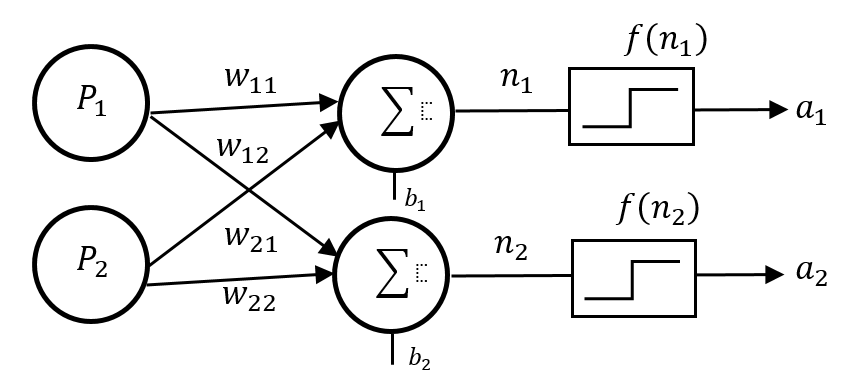 f(n₁)
P₁
w₁₁
∑
n₁
a₁
w₁₂
b₁
f(n₂)
P₂
w₂₁
∑
n₂
a₂
w₂₂
b₂